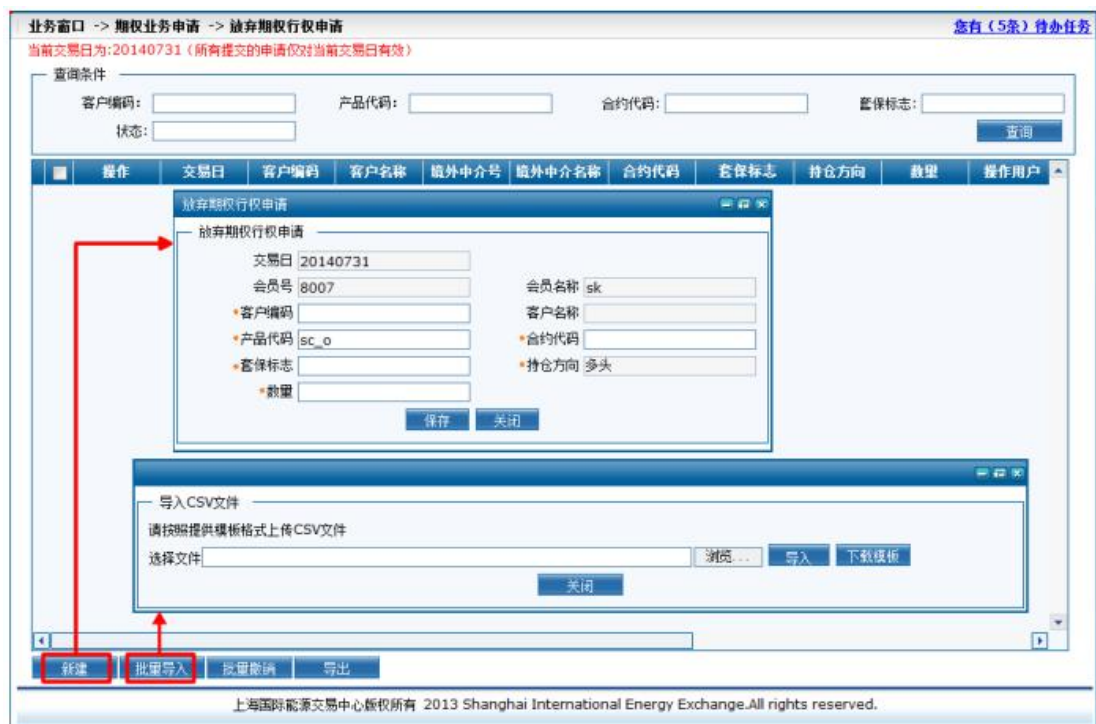 业务窗口 -> 期权业务申请 -> 放弃期权行权申请 您有（5条）待办任务
当前交易日为:20140731（所有提交的申请仅对当前交易日有效）
查询条件
客户编码: 产品代码: 合约代码: 套保标志:
状态: 查询
操作 交易日 客户编码 客户名称 境外中介号 境外中介名称 合约代码 套保标志 持仓方向 数量 操作用户
放弃期权行权申请
放弃期权行权申请
交易日 20140731
会员号 8007 会员名称 sk
*客户编码 客户名称
*产品代码 sc_o *合约代码
*套保标志 *持仓方向 多头
*数量
保存 关闭
导入CSV文件
请按照提供模板格式上传CSV文件
选择文件 浏览... 导入 下载模板
关闭
新建 批量导入 批量撤销 导出
上海国际能源交易中心版权所有 2013 Shanghai International Energy Exchange.All rights reserved.